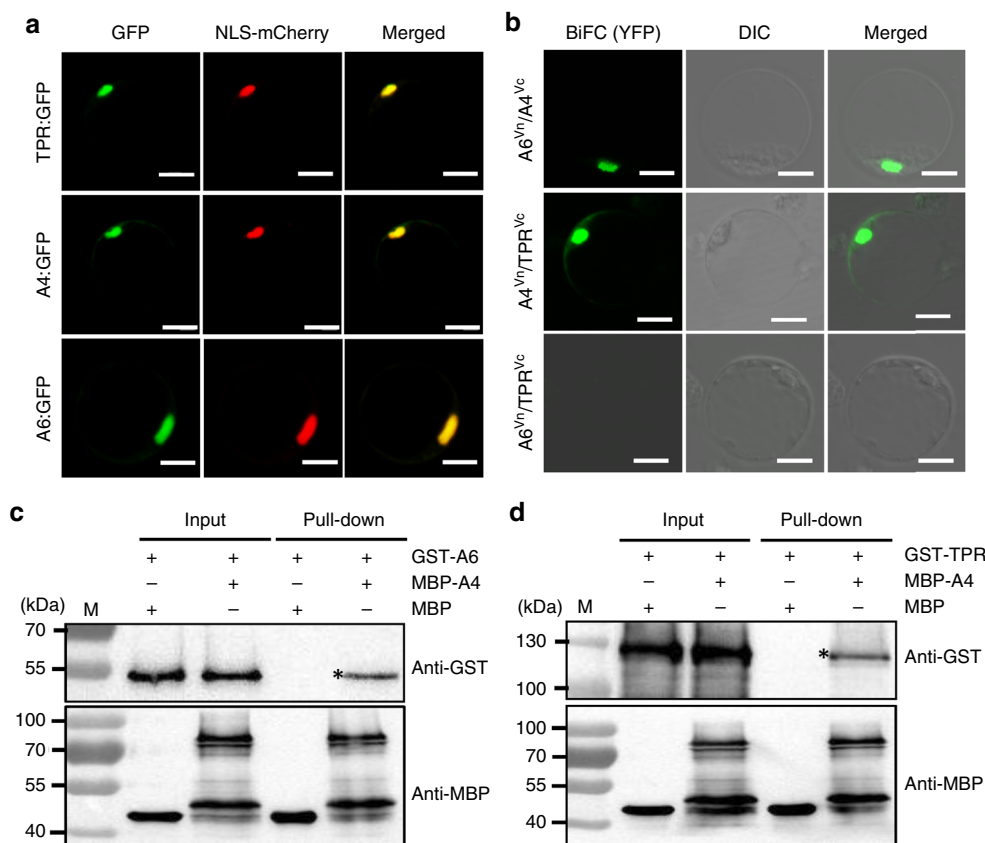 a
GFP NLS-mCherry Merged
TPR:GFP
A4:GFP
A6:GFP
b
BiFC (YFP) DIC Merged
A6Vn/A4Vc
A4Vn/TPRVc
A6Vn/TPRVc
c
Input Pull-down
+ + + + GST-A6
– + – + MBP-A4
(kDa) M + – + – MBP
70
55
* Anti-GST
100
70
55
40
Anti-MBP
d
Input Pull-down
+ + + + GST-TPR
– + – + MBP-A4
(kDa) M + – + – MBP
130
100
* Anti-GST
100
70
55
40
Anti-MBP